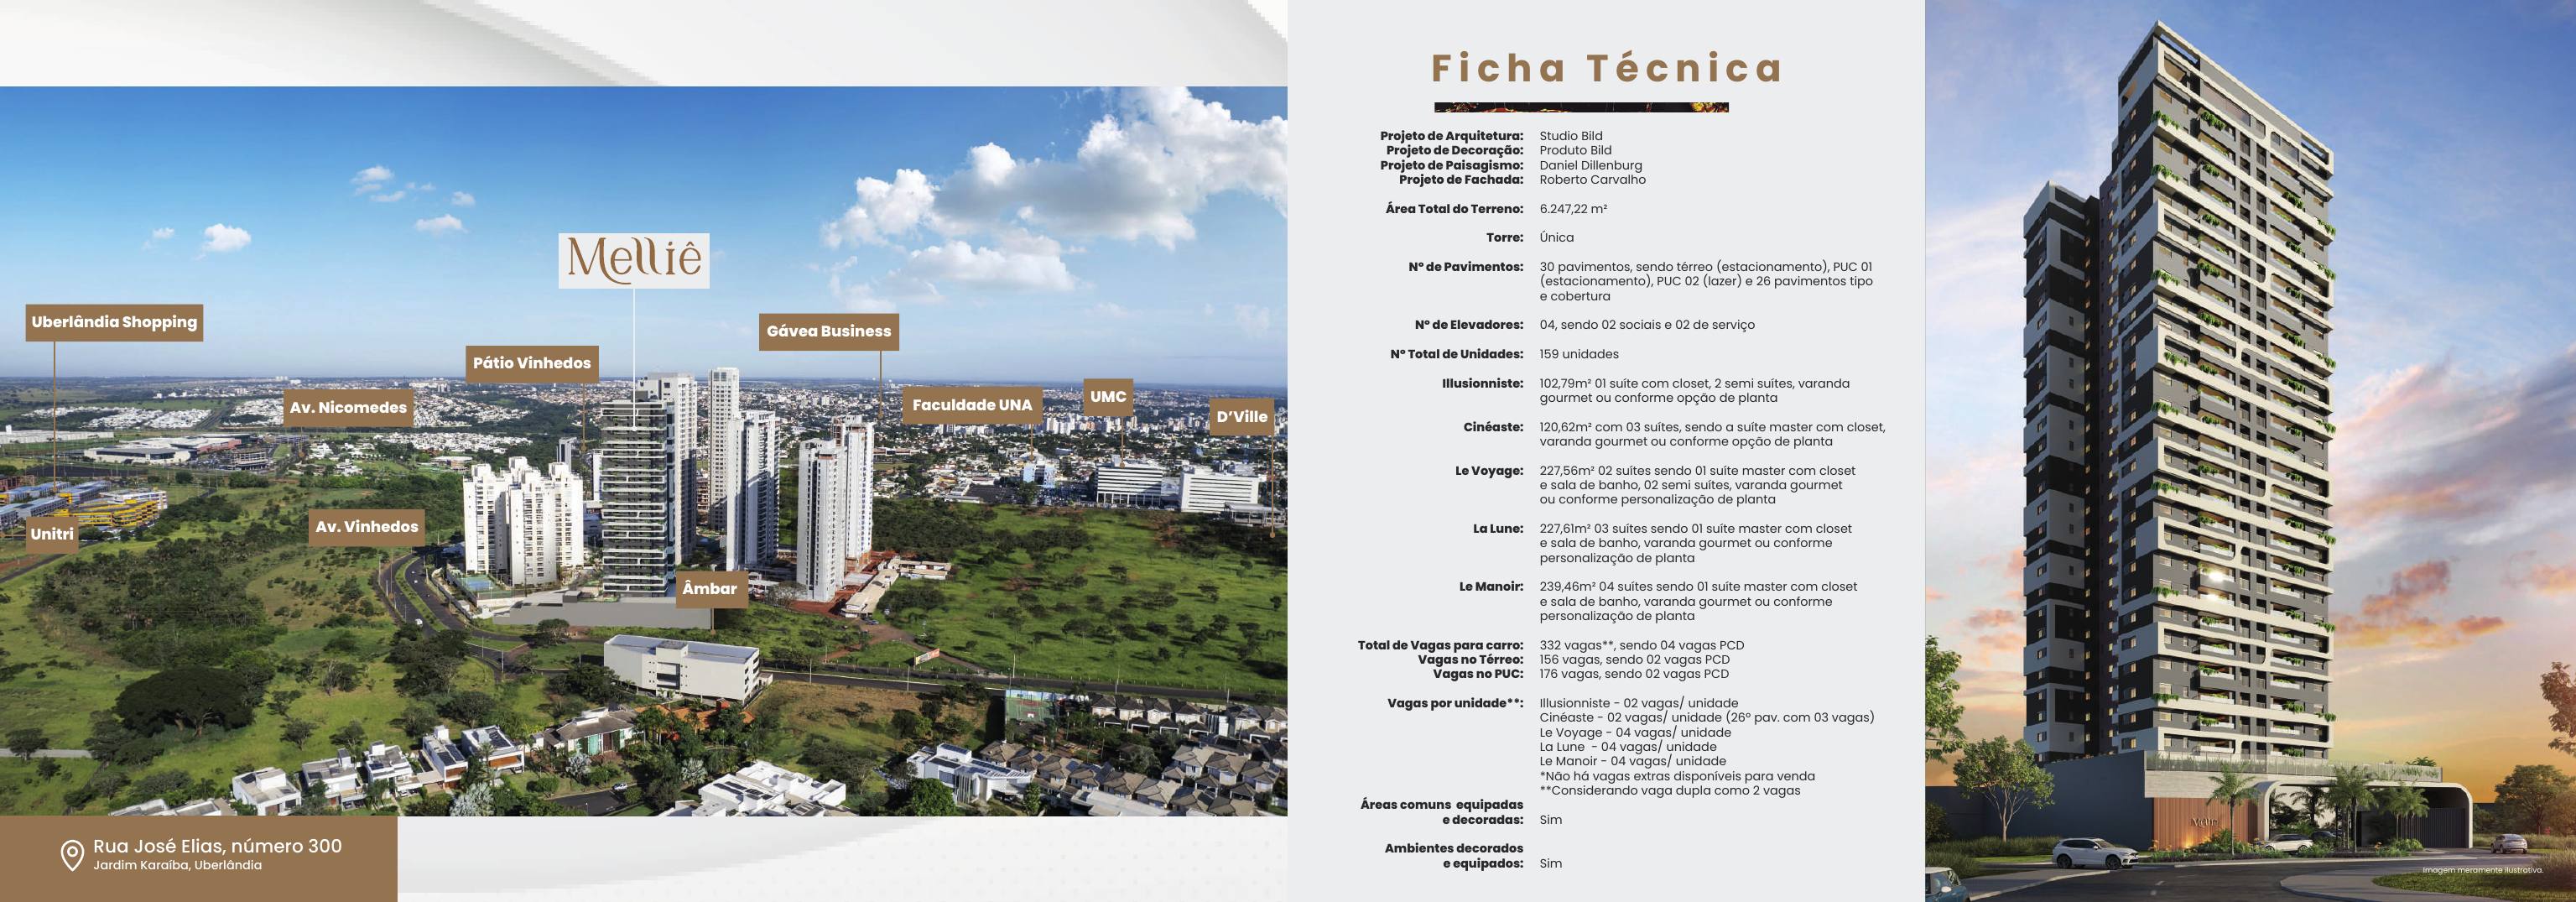 Melliê
Uberlândia Shopping
Gávea Business
Pátio Vinhedos
Av. Nicomedes
Faculdade UNA
UMC
D’Ville
Unitri
Av. Vinhedos
Âmbar
Rua José Elias, número 300
Jardim Karaíba, Uberlândia
Ficha Técnica
Projeto de Arquitetura: Studio Bild
Projeto de Decoração: Produto Bild
Projeto de Paisagismo: Daniel Dillenburg
Projeto de Fachada: Roberto Carvalho
Área Total do Terreno: 6.247,22 m²
Torre: Única
Nº de Pavimentos: 30 pavimentos, sendo térreo (estacionamento), PUC 01
(estacionamento), PUC 02 (lazer) e 26 pavimentos tipo
e cobertura
Nº de Elevadores: 04, sendo 02 sociais e 02 de serviço
Nº Total de Unidades: 159 unidades
Illusionniste: 102,79m² 01 suíte com closet, 2 semi suítes, varanda
gourmet ou conforme opção de planta
Cinéaste: 120,62m² com 03 suítes, sendo a suíte master com closet,
varanda gourmet ou conforme opção de planta
Le Voyage: 227,56m² 02 suítes sendo 01 suíte master com closet
e sala de banho, 02 semi suítes, varanda gourmet
ou conforme personalização de planta
La Lune: 227,61m² 03 suítes sendo 01 suíte master com closet
e sala de banho, varanda gourmet ou conforme
personalização de planta
Le Manoir: 239,46m² 04 suítes sendo 01 suíte master com closet
e sala de banho, varanda gourmet ou conforme
personalização de planta
Total de Vagas para carro: 332 vagas**, sendo 04 vagas PCD
Vagas no Térreo: 156 vagas, sendo 02 vagas PCD
Vagas no PUC: 176 vagas, sendo 02 vagas PCD
Vagas por unidade**: Illusionniste - 02 vagas/ unidade
Cinéaste - 02 vagas/ unidade (26º pav. com 03 vagas)
Le Voyage - 04 vagas/ unidade
La Lune - 04 vagas/ unidade
Le Manoir - 04 vagas/ unidade
*Não há vagas extras disponíveis para venda
**Considerando vaga dupla como 2 vagas
Áreas comuns equipadas
e decoradas: Sim
Ambientes decorados
e equipados: Sim
Melliê
Imagem meramente ilustrativa.